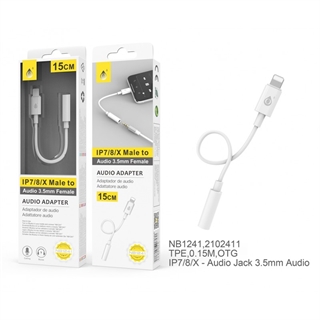 15CM
IP7/8/X Male to
Audio 3.5mm Female
AUDIO ADAPTER
Adaptador de audio
Adattatore audio
IP7/8/X Male to
Audio 3.5mm Female
AUDIO ADAPTER
Adaptador de audio
Adattatore audio
15CM
NB1241,2102411
TPE,0.15M,OTG
IP7/8/X - Audio Jack 3.5mm Audio